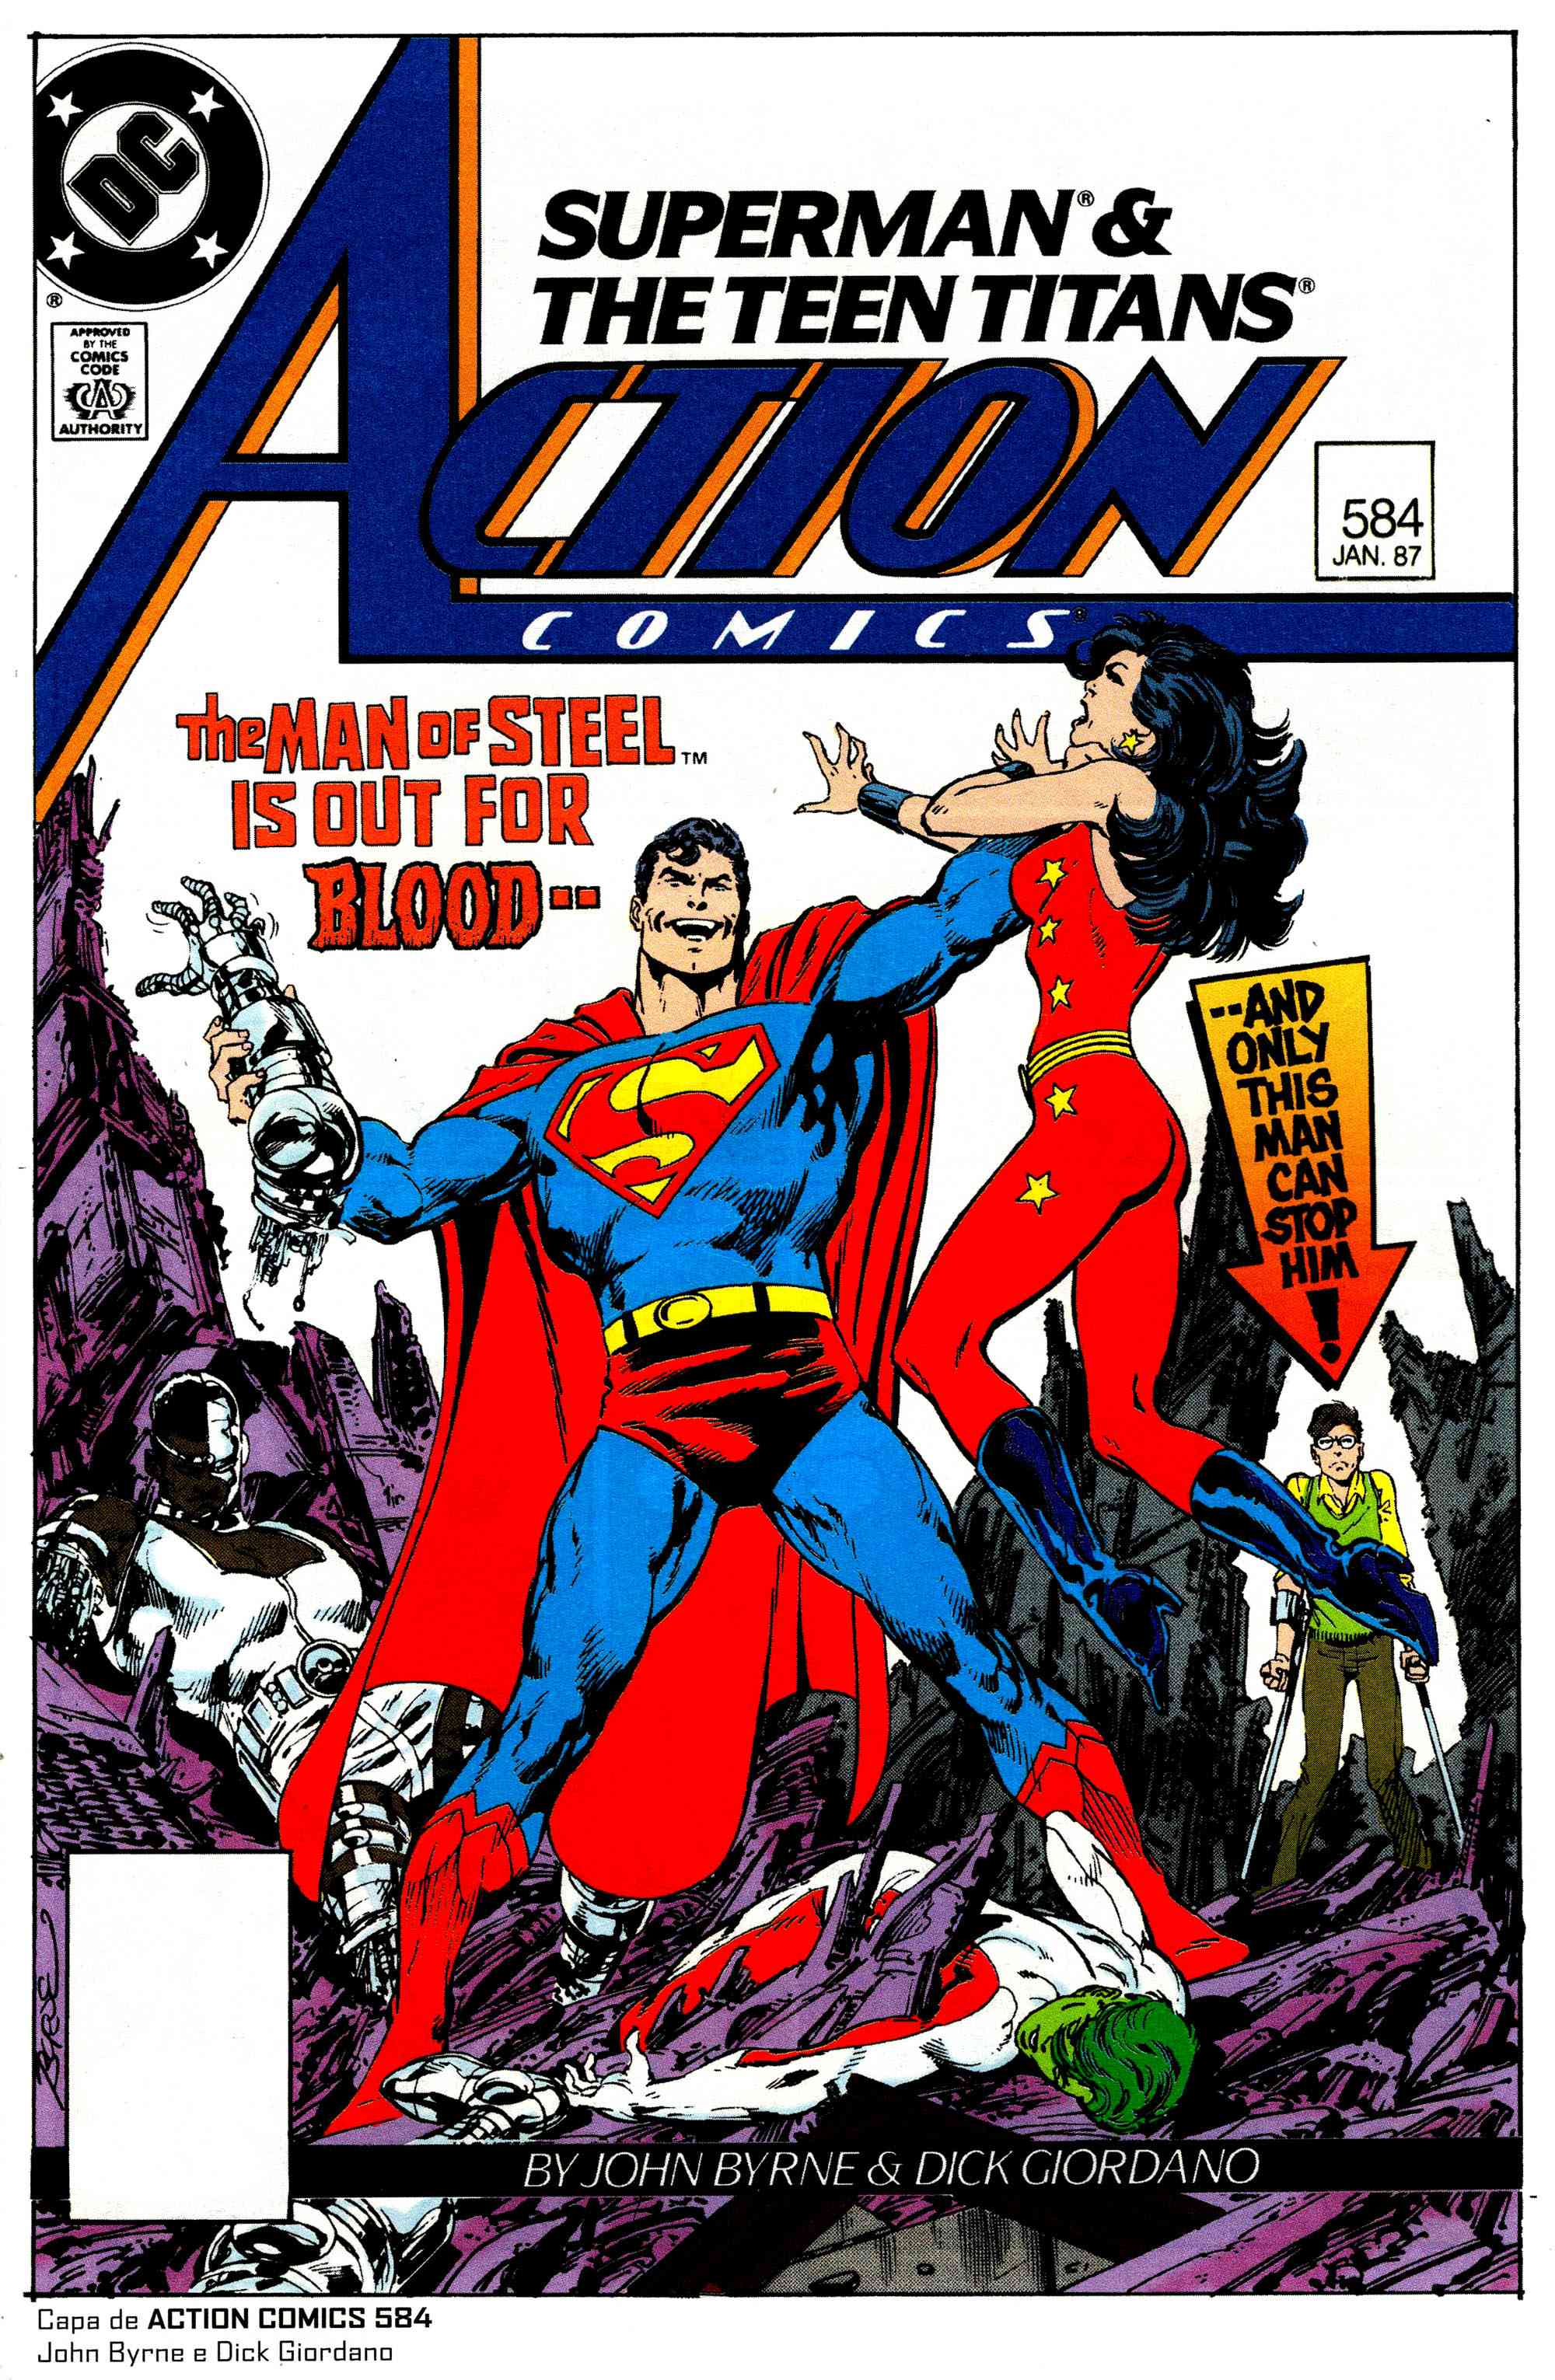 DC
®
APPROVED
BY THE
COMICS
CODE
CA
AUTHORITY
SUPERMAN® &
THE TEEN TITANS®
ACTION
COMICS®
584
JAN. 87
The MAN OF STEEL™
IS OUT FOR
BLOOD--
--AND
ONLY
THIS
MAN
CAN
STOP
HIM
!
BYRNE
BY JOHN BYRNE & DICK GIORDANO
Capa de ACTION COMICS 584
John Byrne e Dick Giordano